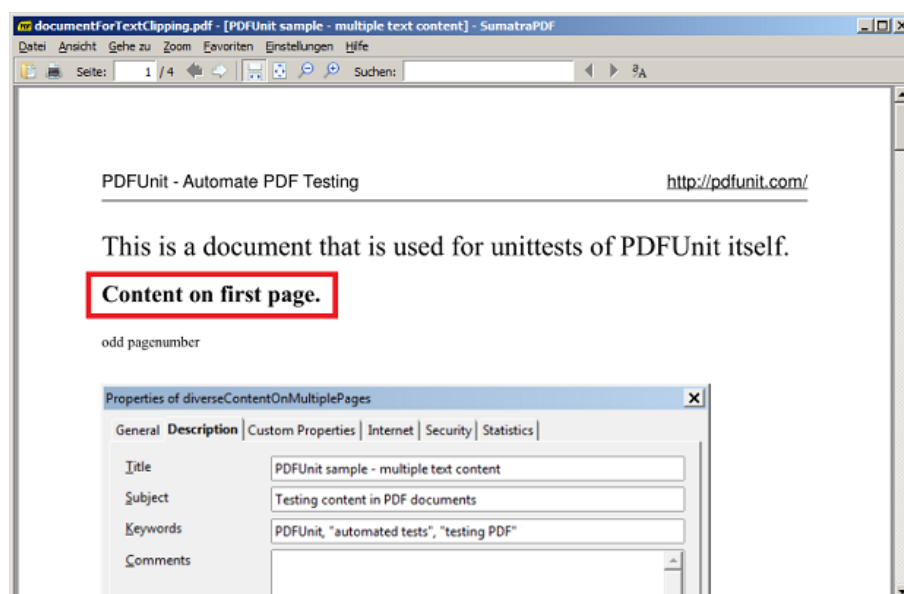 documentForTextClipping.pdf - [PDFUnit sample - multiple text content] - SumatraPDF
Datei Ansicht Gehe zu Zoom Favoriten Einstellungen Hilfe
Seite: 1 / 4 Suchen:
PDFUnit - Automate PDF Testing http://pdfunit.com/
This is a document that is used for unittests of PDFUnit itself.
Content on first page.
odd pagenumber
Properties of diverseContentOnMultiplePages
General Description Custom Properties Internet Security Statistics
Title PDFUnit sample - multiple text content
Subject Testing content in PDF documents
Keywords PDFUnit, "automated tests", "testing PDF"
Comments